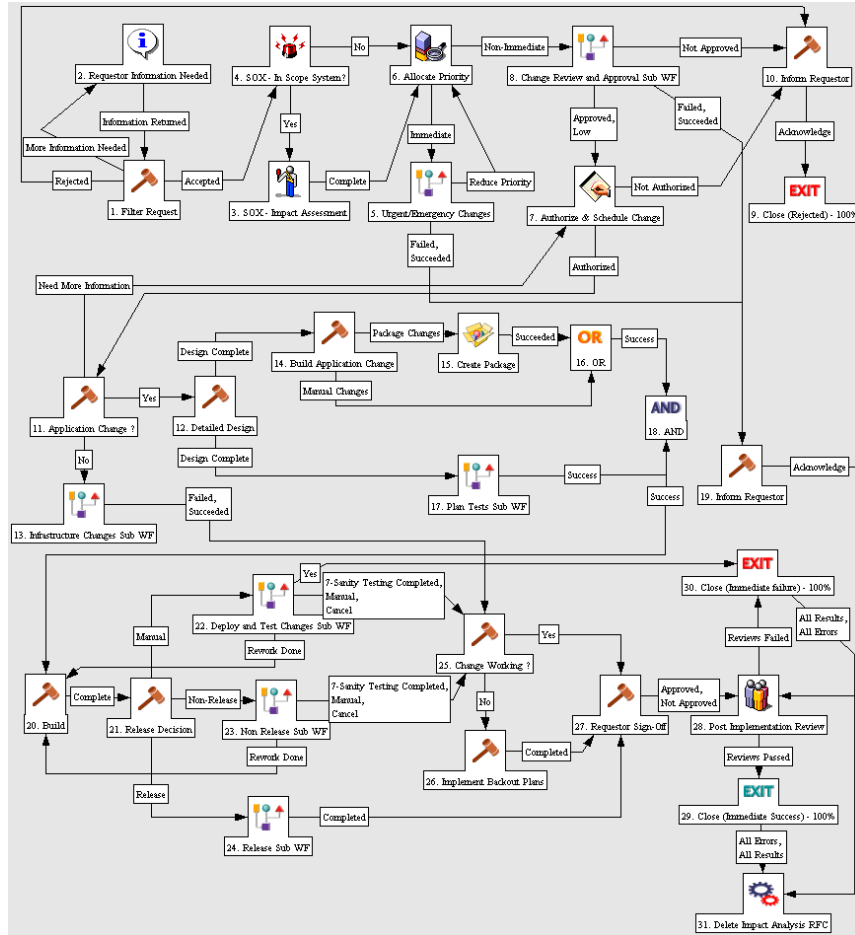 2. Requestor Information Needed
4. SOX - In Scope System?
No
6. Allocate Priority
Non-Immediate
8. Change Review and Approval Sub WF
Not Approved
10. Inform Requestor
Information Returned
More Information Needed
Yes
Immediate
Approved,
Low
Failed,
Succeeded
Acknowledge
Rejected
1. Filter Request
Accepted
3. SOX - Impact Assessment
Complete
5. Urgent/Emergency Changes
Reduce Priority
7. Authorize & Schedule Change
Not Authorized
EXIT
9. Close (Rejected) - 100%
Failed,
Succeeded
Authorized
Need More Information
Design Complete
14. Build Application Change
Package Changes
15. Create Package
Succeeded
OR
16. OR
Success
Manual Changes
11. Application Change ?
Yes
12. Detailed Design
AND
18. AND
No
Design Complete
13. Infrastructure Changes Sub WF
Failed,
Succeeded
17. Plan Tests Sub WF
Success
Success
19. Inform Requestor
Acknowledge
Yes
22. Deploy and Test Changes Sub WF
7-Sanity Testing Completed,
Manual,
Cancel
EXIT
30. Close (Immediate failure) - 100%
All Results,
All Errors
Manual
Rework Done
25. Change Working ?
Yes
Reviews Failed
20. Build
Complete
21. Release Decision
Non-Release
23. Non Release Sub WF
7-Sanity Testing Completed,
Manual,
Cancel
No
27. Requestor Sign-Off
Approved,
Not Approved
28. Post Implementation Review
Rework Done
26. Implement Backout Plans
Completed
Reviews Passed
Release
24. Release Sub WF
Completed
EXIT
29. Close (Immediate Success) - 100%
All Errors,
All Results
31. Delete Impact Analysis RFC